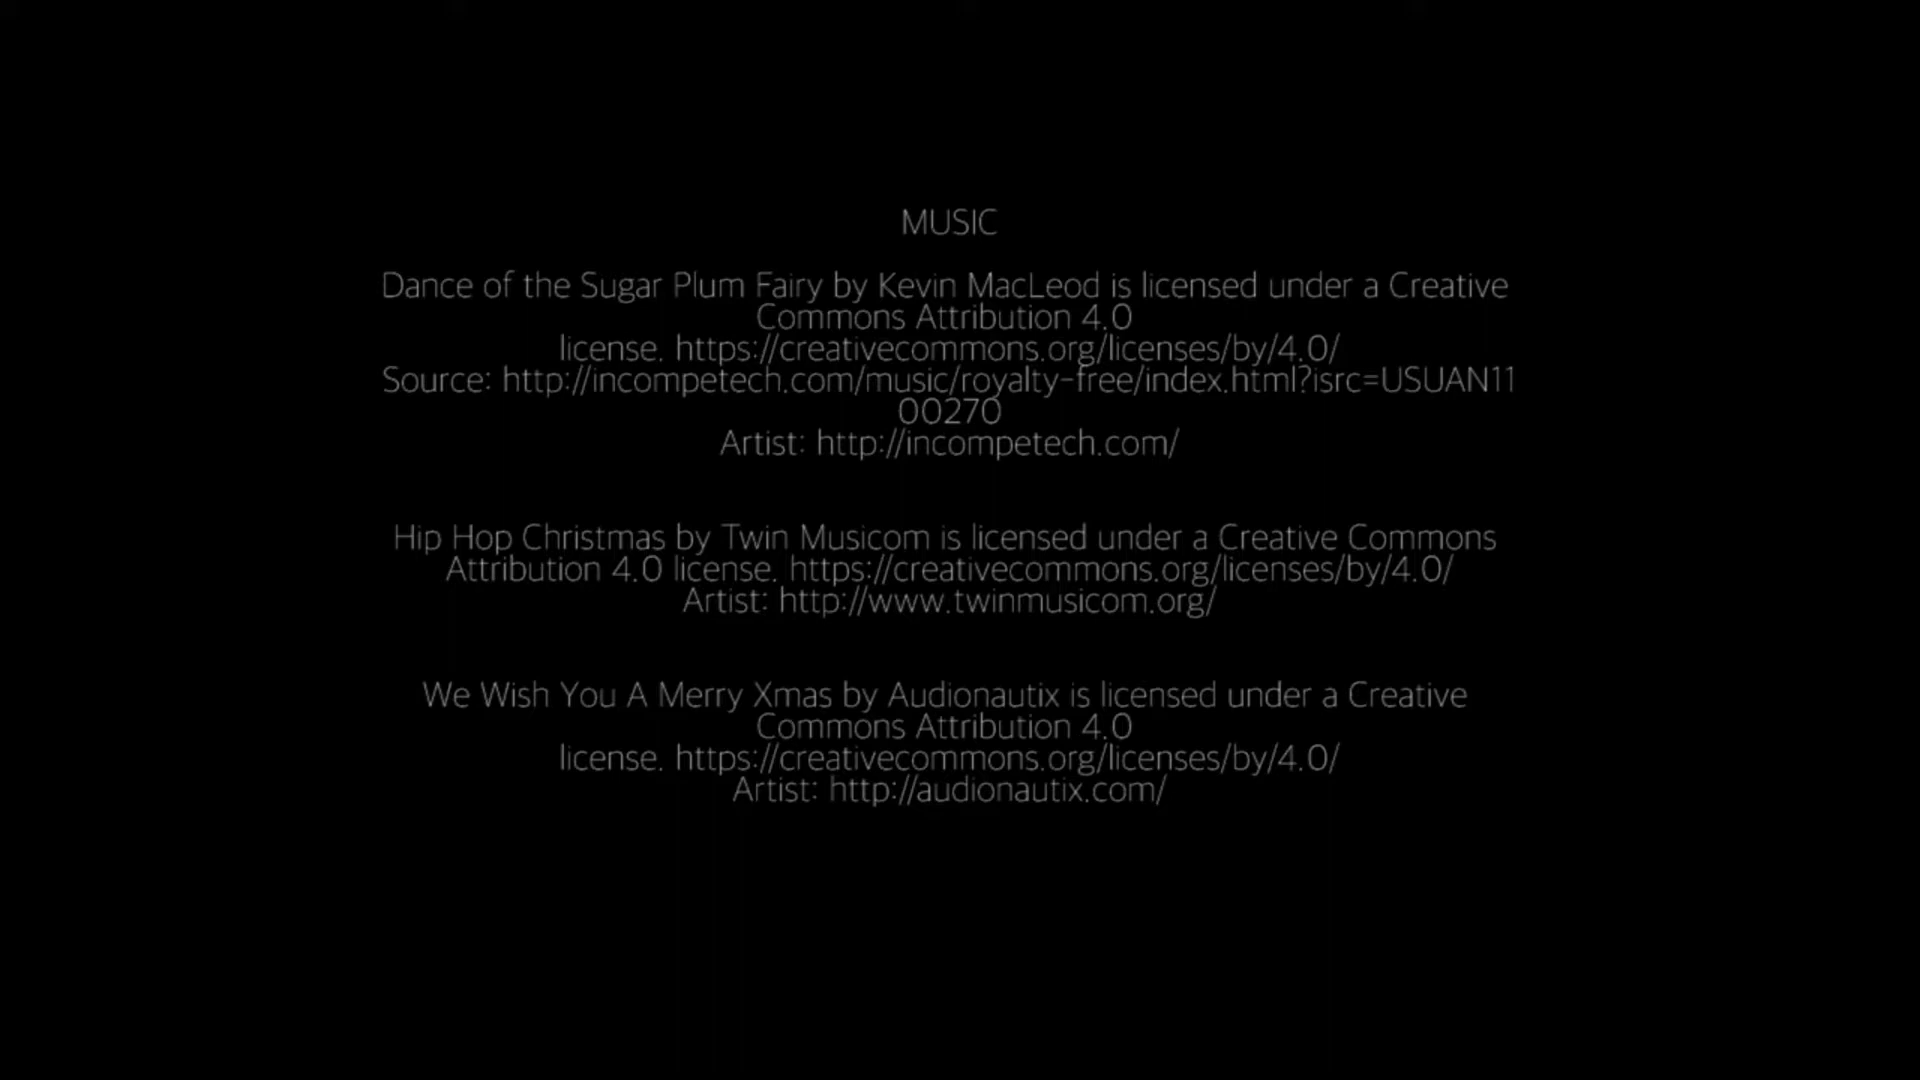 MUSIC
Dance of the Sugar Plum Fairy by Kevin MacLeod is licensed under a Creative
Commons Attribution 4.0
license. https://creativecommons.org/licenses/by/4.0/
Source: http://incompetech.com/music/royalty-free/index.html?isrc=USUAN11
00270
Artist: http://incompetech.com/
Hip Hop Christmas by Twin Musicom is licensed under a Creative Commons
Attribution 4.0 license. https://creativecommons.org/licenses/by/4.0/
Artist: http://www.twinmusicom.org/
We Wish You A Merry Xmas by Audionautix is licensed under a Creative
Commons Attribution 4.0
license. https://creativecommons.org/licenses/by/4.0/
Artist: http://audionautix.com/